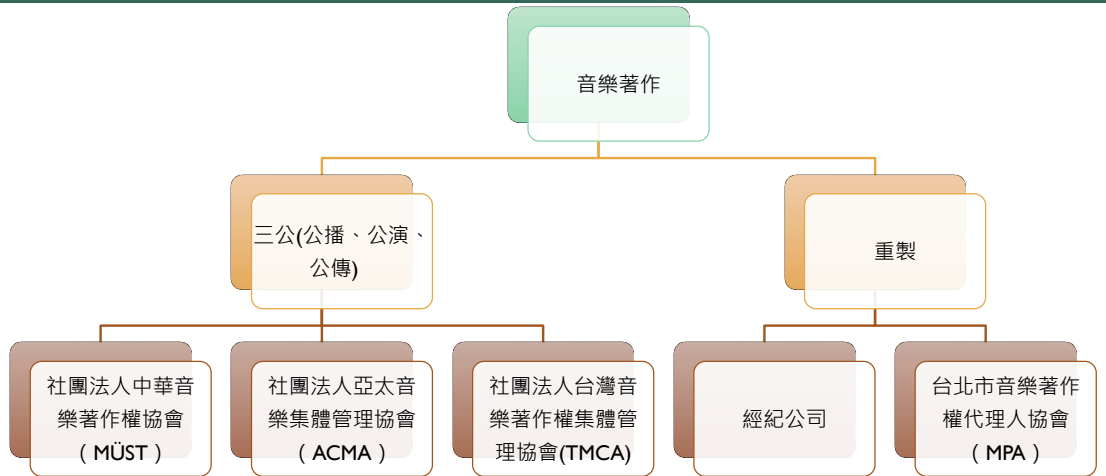 音樂著作
三公(公播、公演、
公傳)
重製
社團法人中華音
樂著作權協會
（MÜST）
社團法人亞太音
樂集體管理協會
（ACMA）
社團法人台灣音
樂著作權集體管
理協會(TMCA)
經紀公司
台北市音樂著作
權代理人協會
（MPA）